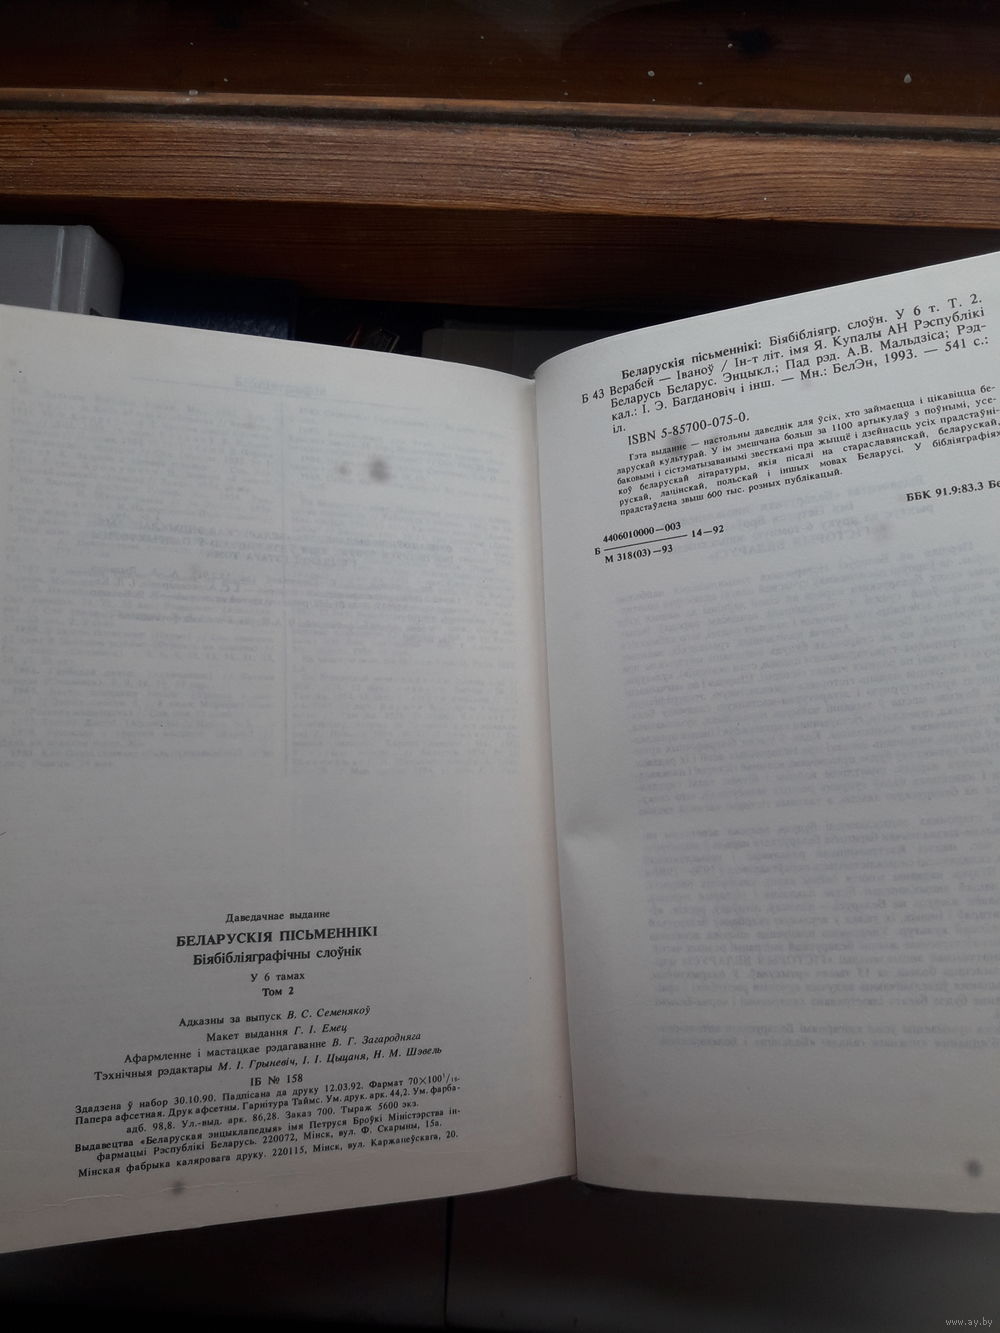 Даведачнае выданне
БЕЛАРУСКІЯ ПІСЬМЕННІКІ
Біябібліяграфічны слоўнік
У 6 тамах
Том 2
Адказны за выпуск В. С. Семенякоў
Макет выдання Г. І. Емец
Афармленне і мастацкае рэдагаванне В. Г. Загародняга
Тэхнічныя рэдактары М. І. Грыневіч, І. І. Цыцаня, Н. М. Шэвель
ІБ № 158
Здадзена ў набор 30.10.90. Падпісана да друку 12.03.92. Фармат 70×100¹/₁₆.
Папера афсетная. Друк афсетны. Гарнітура Таймс. Ум. друк. арк. 44,2. Ум. фарба-
адб. 98,8. Ул.-выд. арк. 86,28. Заказ 700. Тыраж 5600 экз.
Выдавецтва «Беларуская энцыклапедыя» імя Петруся Броўкі Міністэрства ін-
фармацыі Рэспублікі Беларусь. 220072, Мінск, вул. Ф. Скарыны, 15а.
Мінская фабрыка каляровага друку. 220115, Мінск, вул. Каржанеўскага, 20.
Беларускія пісьменнікі: Біябібліягр. слоўн. У 6 т. Т. 2.
Б 43 Верабей — Іваноў / Ін-т літ. імя Я. Купалы АН Рэспублікі
Беларусь Беларус. Энцыкл.; Пад рэд. А.В. Мальдзіса; Рэд-
кал.: І. Э. Багдановіч і інш. — Мн.: БелЭн, 1993. — 541 с.:
іл.
ISBN 5-85700-075-0.
Гэта выданне — настольны даведнік для ўсіх, хто займаецца і цікавіцца бе-
ларускай культурай. У ім змешчана больш за 1100 артыкулаў з поўнымі, усе-
баковымі і сістэматызаванымі звесткамі пра жыццё і дзейнасць усіх прадстаўні-
коў беларускай літаратуры, якія пісалі на стараславянскай, беларускай,
рускай, лацінскай, польскай і іншых мовах Беларусі. У бібліяграфіях
прадстаўлена звыш 600 тыс. розных публікацый.
ББК 91.9:83.3 Бе
4406010000—003
Б 14—92
М 318(03)—93
www.ay.by